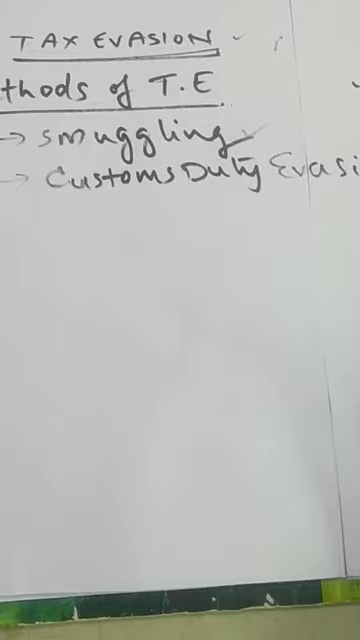 TAX EVASION
thods of T.E
→ smuggling
→ Customs Duty Evasi